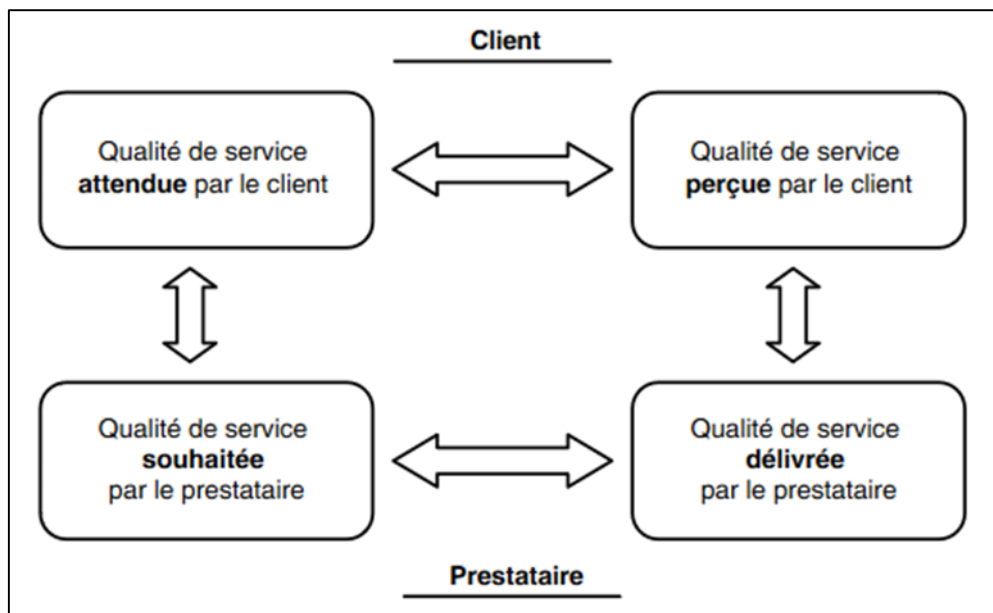 Client
Qualité de service
attendue par le client
Qualité de service
perçue par le client
Qualité de service
souhaitée
par le prestataire
Qualité de service
délivrée
par le prestataire
Prestataire